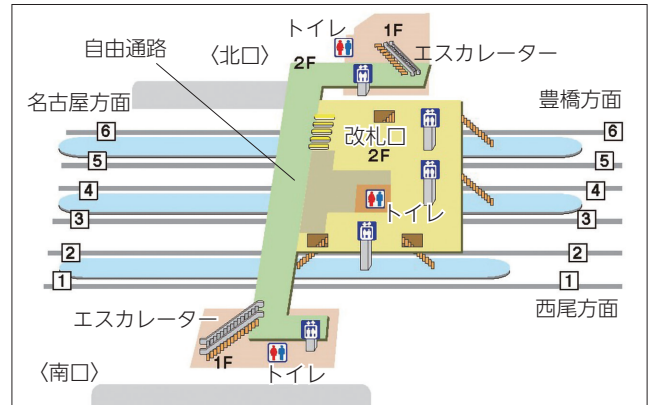 トイレ
1F
自由通路
〈北口〉
2F
エスカレーター
名古屋方面
豊橋方面
6
改札口
6
5
2F
5
4
4
トイレ
3
3
2
2
1
1
エスカレーター
西尾方面
1F
〈南口〉
トイレ